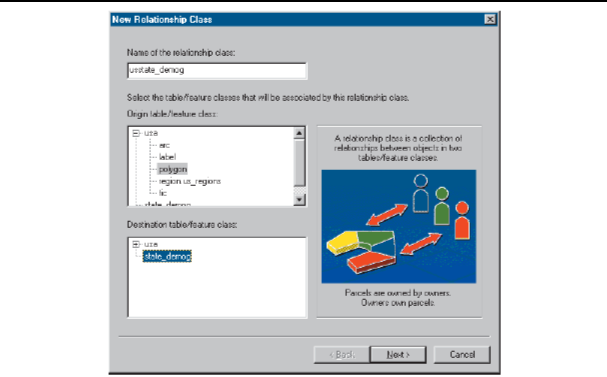 New Relationship Class
Name of the relationship class:
usstate_demog
Select the table/feature classes that will be associated by this relationship class.
Origin table/feature class:
usa
arc
label
polygon
region.us_regions
tic
state_demog
A relationship class is a collection of
relationships between objects in two
tables/feature classes.
Destination table/feature class:
usa
state_demog
Parcels are owned by owners.
Owners own parcels.
< Back
Next >
Cancel